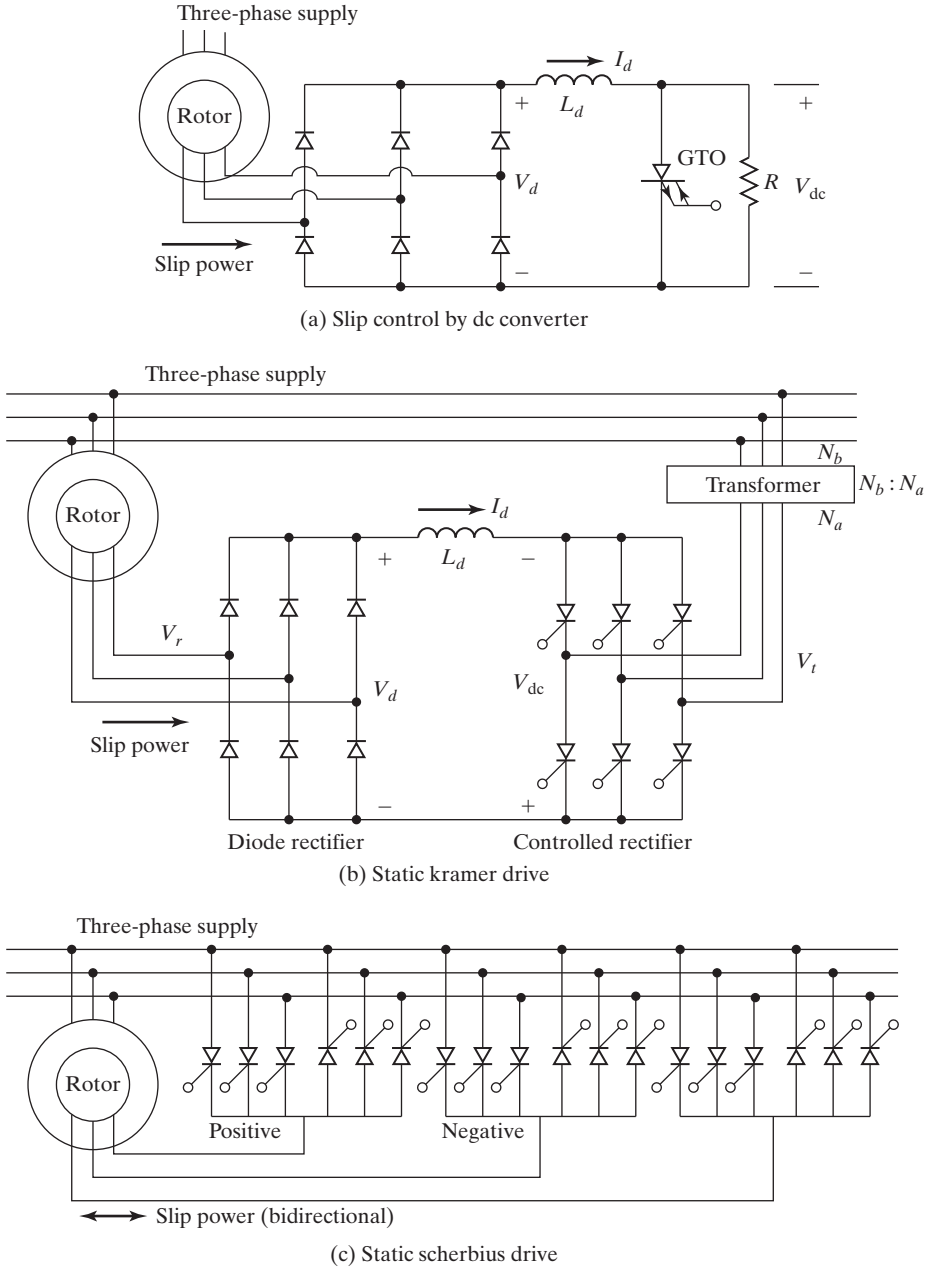 Three-phase supply
Rotor
Slip power
+
I_d
L_d
V_d
−
GTO
R
+
V_dc
−
(a) Slip control by dc converter
Three-phase supply
Rotor
N_b
Transformer
N_b : N_a
N_a
I_d
+
L_d
−
V_r
V_d
V_dc
V_t
Slip power
−
+
Diode rectifier
Controlled rectifier
(b) Static kramer drive
Three-phase supply
Rotor
Positive
Negative
Slip power (bidirectional)
(c) Static scherbius drive